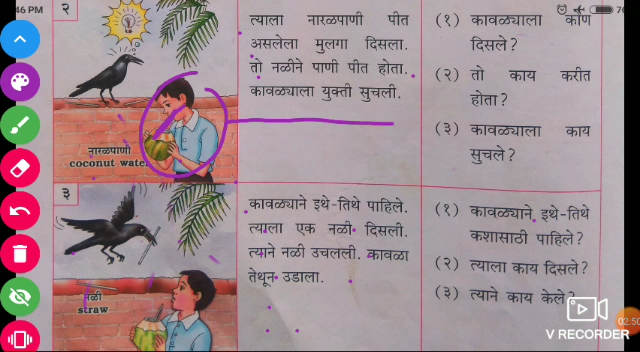 46 PM
76
२
त्याला नारळपाणी पीत
असलेला मुलगा दिसला.
तो नळीने पाणी पीत होता.
कावळ्याला युक्ती सुचली.
(१) कावळ्याला कोण
दिसले?
(२) तो काय करीत
होता?
(३) कावळ्याला काय
सुचले?
नारळपाणी
coconut water
३
कावळ्याने इथे-तिथे पाहिले.
त्याला एक नळी दिसली.
त्याने नळी उचलली. कावळा
तेथून उडाला.
(१) कावळ्याने इथे-तिथे
कशासाठी पाहिले?
(२) त्याला काय दिसले?
(३) त्याने काय केले?
नळी
straw
02:50
V RECORDER